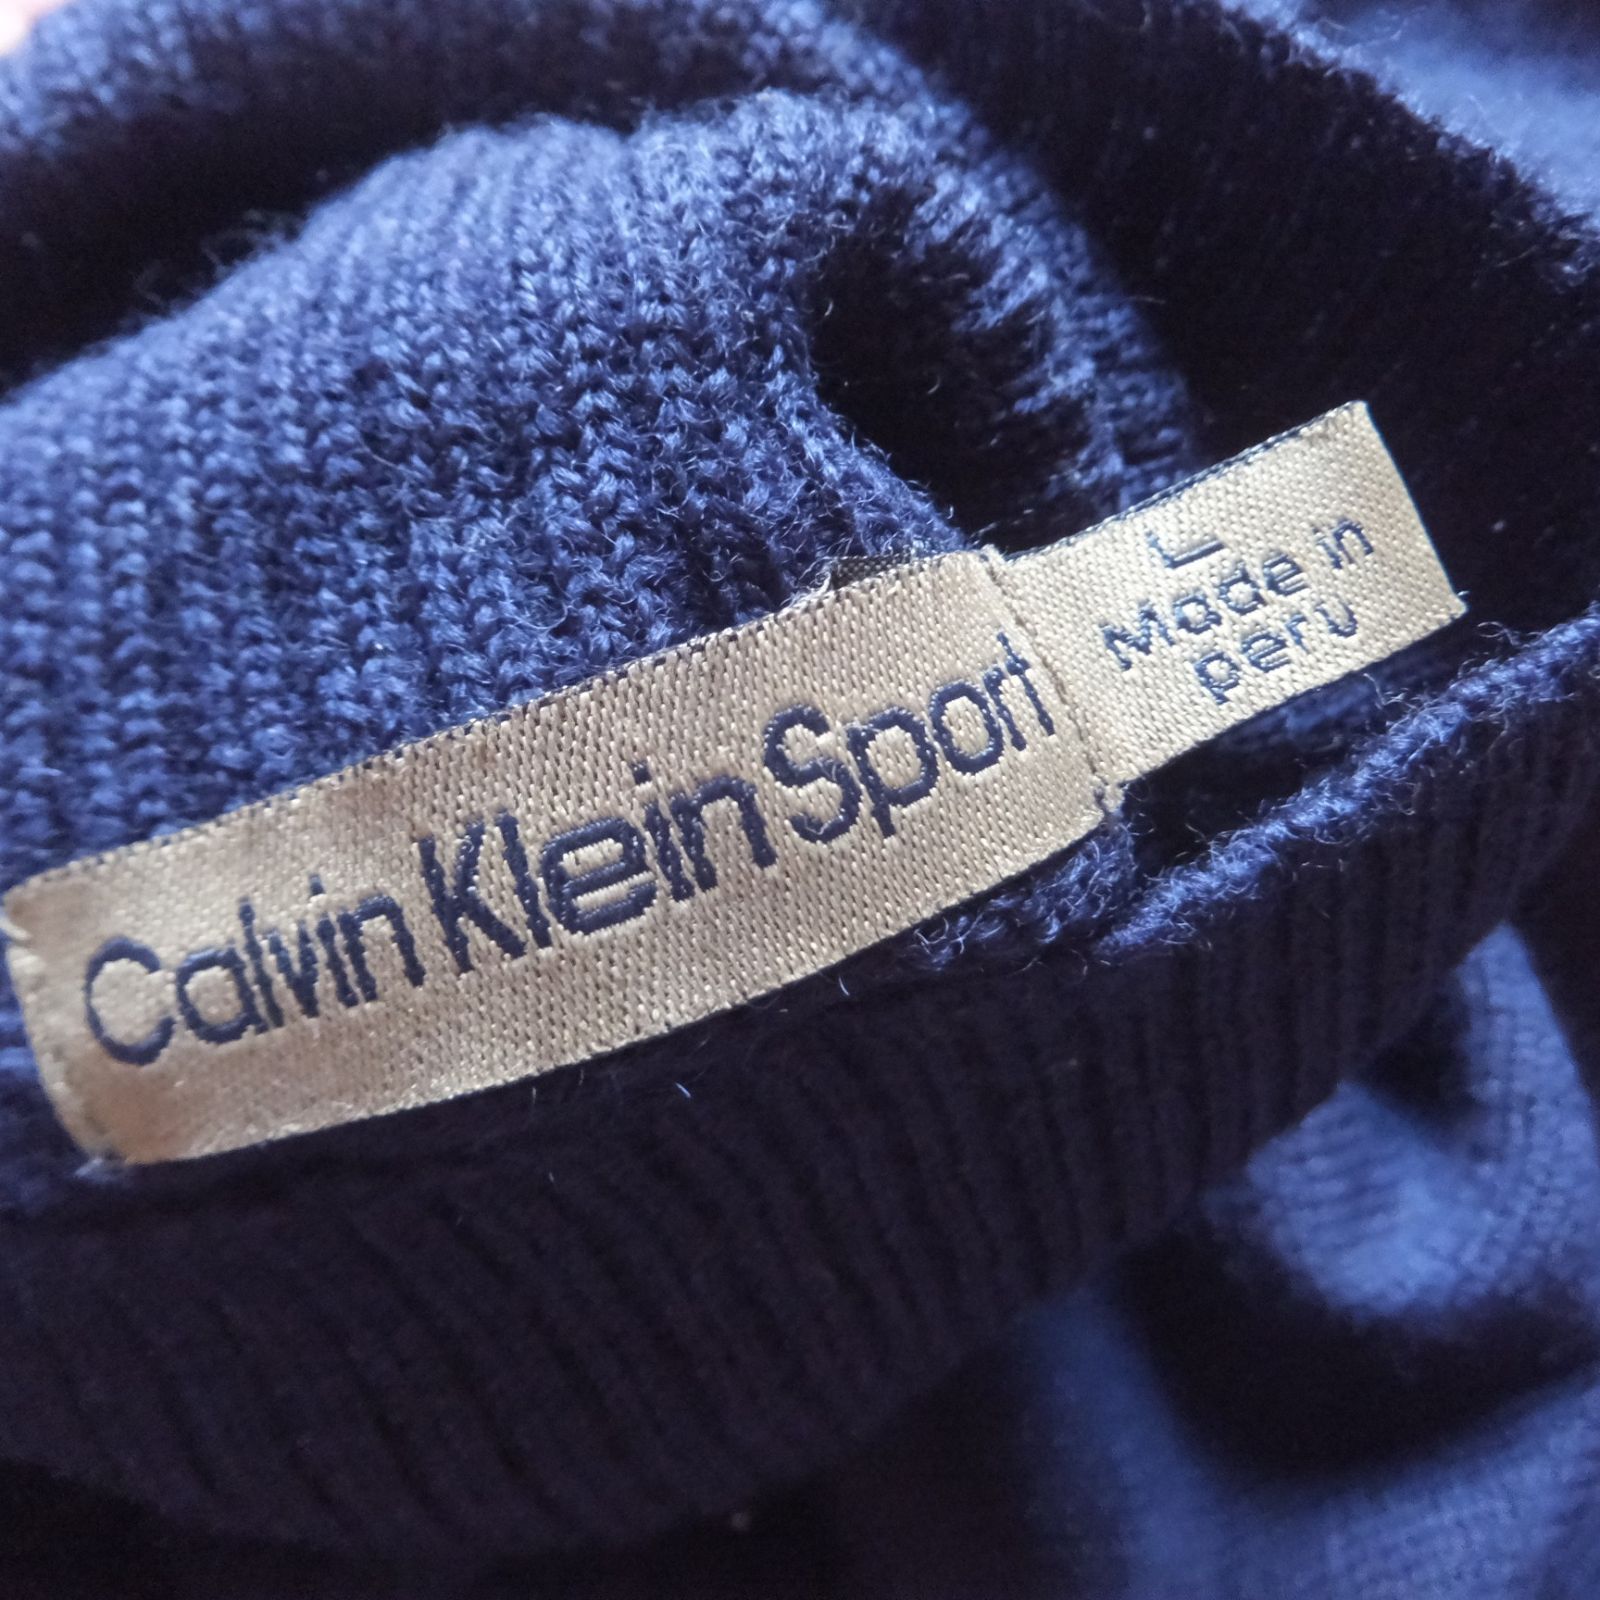 Calvin Klein Sport
L
Made in
peru